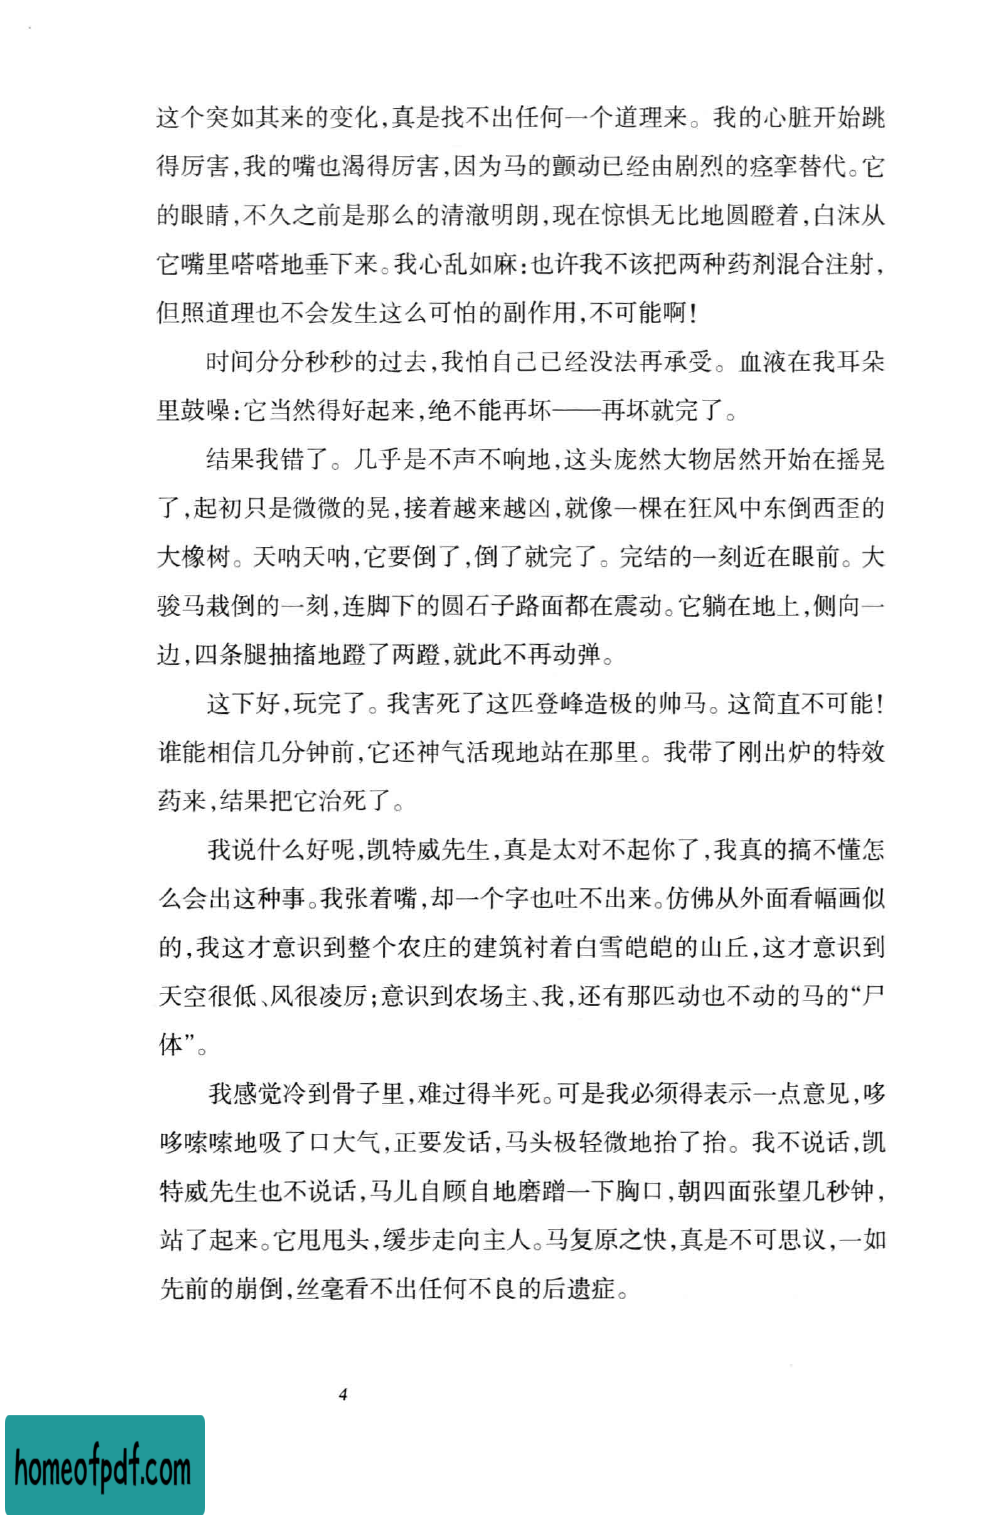 这个突如其来的变化,真是找不出任何一个道理来。我的心脏开始跳
得厉害,我的嘴也渴得厉害,因为马的颤动已经由剧烈的痉挛替代。它
的眼睛,不久之前是那么的清澈明朗,现在惊惧无比地圆瞪着,白沫从
它嘴里嗒嗒地垂下来。我心乱如麻:也许我不该把两种药剂混合注射,
但照道理也不会发生这么可怕的副作用,不可能啊!
时间分分秒秒的过去,我怕自己已经没法再承受。血液在我耳朵
里鼓噪:它当然得好起来,绝不能再坏——再坏就完了。
结果我错了。几乎是不声不响地,这头庞然大物居然开始在摇晃
了,起初只是微微的晃,接着越来越凶,就像一棵在狂风中东倒西歪的
大橡树。天呐天呐,它要倒了,倒了就完了。完结的一刻近在眼前。大
骏马栽倒的一刻,连脚下的圆石子路面都在震动。它躺在地上,侧向一
边,四条腿抽搐地蹬了两蹬,就此不再动弹。
这下好,玩完了。我害死了这匹登峰造极的帅马。这简直不可能!
谁能相信几分钟前,它还神气活现地站在那里。我带了刚出炉的特效
药来,结果把它治死了。
我说什么好呢,凯特威先生,真是太对不起你了,我真的搞不懂怎
么会出这种事。我张着嘴,却一个字也吐不出来。仿佛从外面看幅画似
的,我这才意识到整个农庄的建筑衬着白雪皑皑的山丘,这才意识到
天空很低、风很凌厉;意识到农场主、我,还有那匹动也不动的马的“尸
体”。
我感觉冷到骨子里,难过得半死。可是我必须得表示一点意见,哆
哆嗦嗦地吸了口大气,正要发话,马头极轻微地抬了抬。我不说话,凯
特威先生也不说话,马儿自顾自地磨蹭一下胸口,朝四面张望几秒钟,
站了起来。它甩甩头,缓步走向主人。马复原之快,真是不可思议,一如
先前的崩倒,丝毫看不出任何不良的后遗症。
4
homeofpdf.com